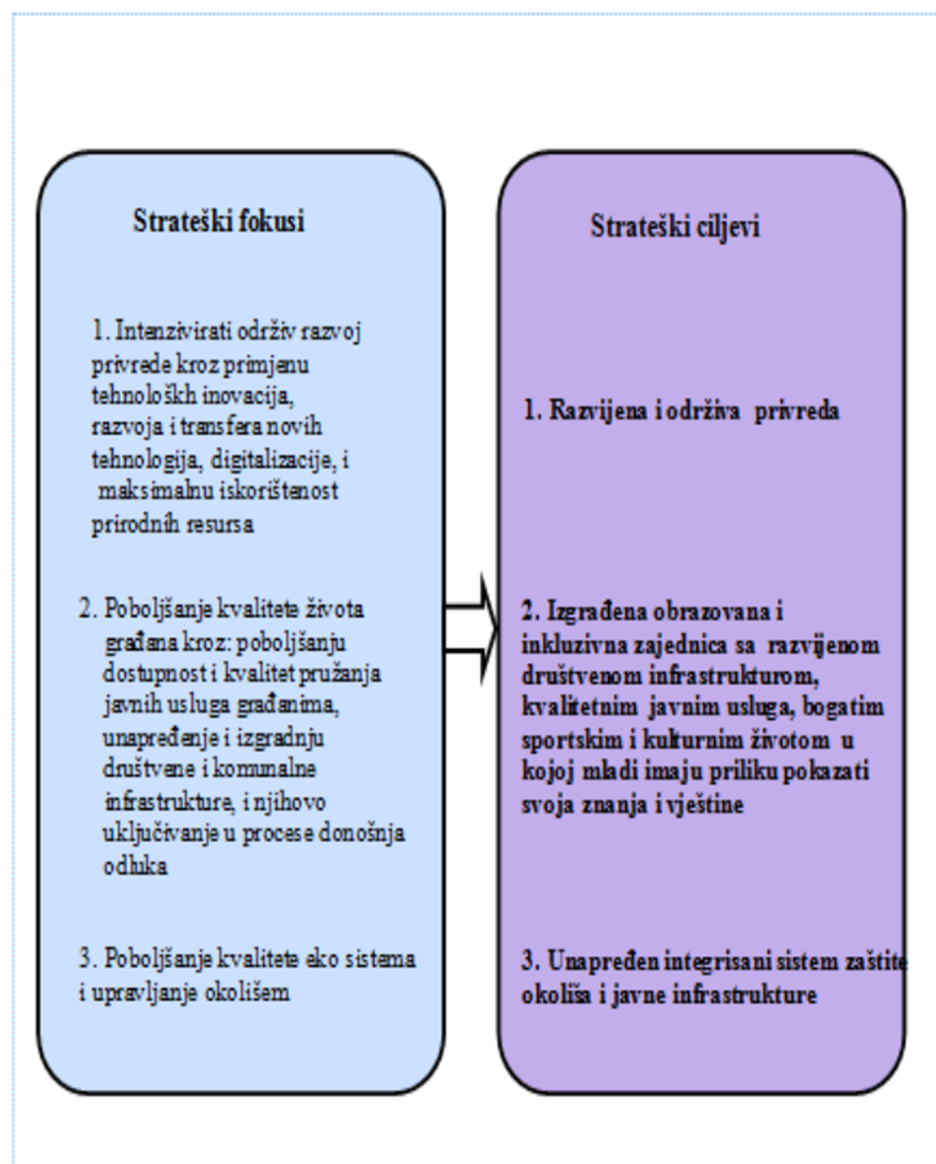 Strateški fokusi
1. Intenzivirati održiv razvoj
privrede kroz primjenu
tehnoloških inovacija,
razvoja i transfera novih
tehnologija, digitalizacije, i
maksimalnu iskorištenost
prirodnih resursa
2. Poboljšanje kvalitete života
građana kroz: poboljšanju
dostupnost i kvalitet pružanja
javnih usluga građanima,
unapređenje i izgradnju
društvene i komunalne
infrastrukture, i njihovo
uključivanje u procese donošnja
odluka
3. Poboljšanje kvalitete eko sistema
i upravljanje okolišem
Strateški ciljevi
1. Razvijena i održiva privreda
2. Izgrađena obrazovana i
inkluzivna zajednica sa razvijenom
društvenom infrastrukturom,
kvalitetnim javnim usluga, bogatim
sportskim i kulturnim životom u
kojoj mladi imaju priliku pokazati
svoja znanja i vještine
3. Unapređen integrisani sistem zaštite
okoliša i javne infrastrukture